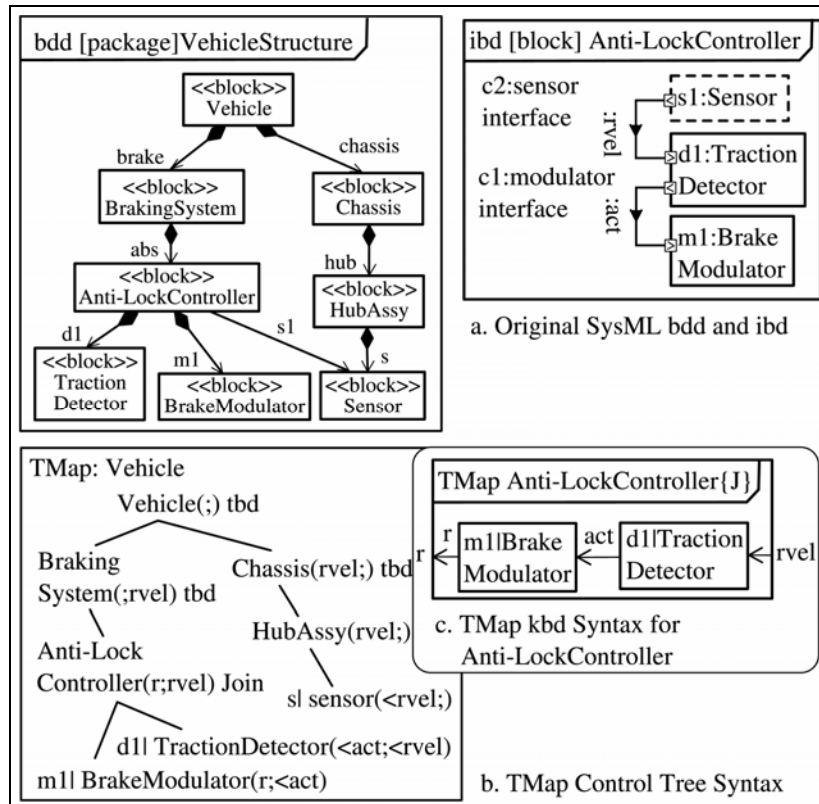 bdd [package]VehicleStructure
<<block>>
Vehicle
brake
chassis
<<block>>
BrakingSystem
<<block>>
Chassis
abs
hub
<<block>>
Anti-LockController
<<block>>
HubAssy
d1
m1
s1
s
<<block>>
Traction
Detector
<<block>>
BrakeModulator
<<block>>
Sensor
ibd [block] Anti-LockController
c2:sensor
interface
:rvel
s1:Sensor
c1:modulator
interface
:act
d1:Traction
Detector
m1:Brake
Modulator
a. Original SysML bdd and ibd
TMap: Vehicle
Vehicle(;) tbd
Braking
System(;rvel) tbd
Chassis(rvel;) tbd
HubAssy(rvel;)
Anti-Lock
Controller(r;rvel) Join
s| sensor(<rvel;)
d1| TractionDetector(<act;<rvel)
m1| BrakeModulator(r;<act)
TMap Anti-LockController{J}
r
r
m1|Brake
Modulator
act
d1|Traction
Detector
rvel
c. TMap kbd Syntax for
Anti-LockController
b. TMap Control Tree Syntax